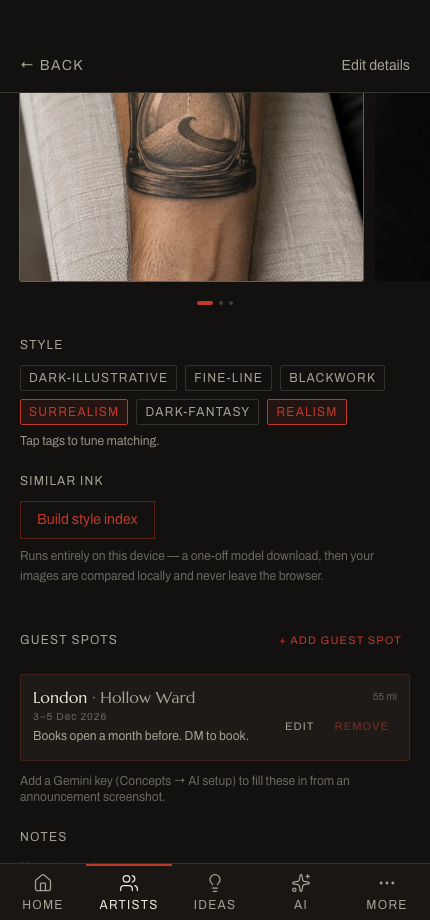 ← BACK
Edit details
STYLE
DARK-ILLUSTRATIVE FINE-LINE BLACKWORK
SURREALISM DARK-FANTASY REALISM
Tap tags to tune matching.
SIMILAR INK
Build style index
Runs entirely on this device — a one-off model download, then your
images are compared locally and never leave the browser.
GUEST SPOTS
+ ADD GUEST SPOT
London · Hollow Ward
55 mi
3–5 Dec 2026
Books open a month before. DM to book.
EDIT REMOVE
Add a Gemini key (Concepts → AI setup) to fill these in from an
announcement screenshot.
NOTES
HOME ARTISTS IDEAS AI MORE